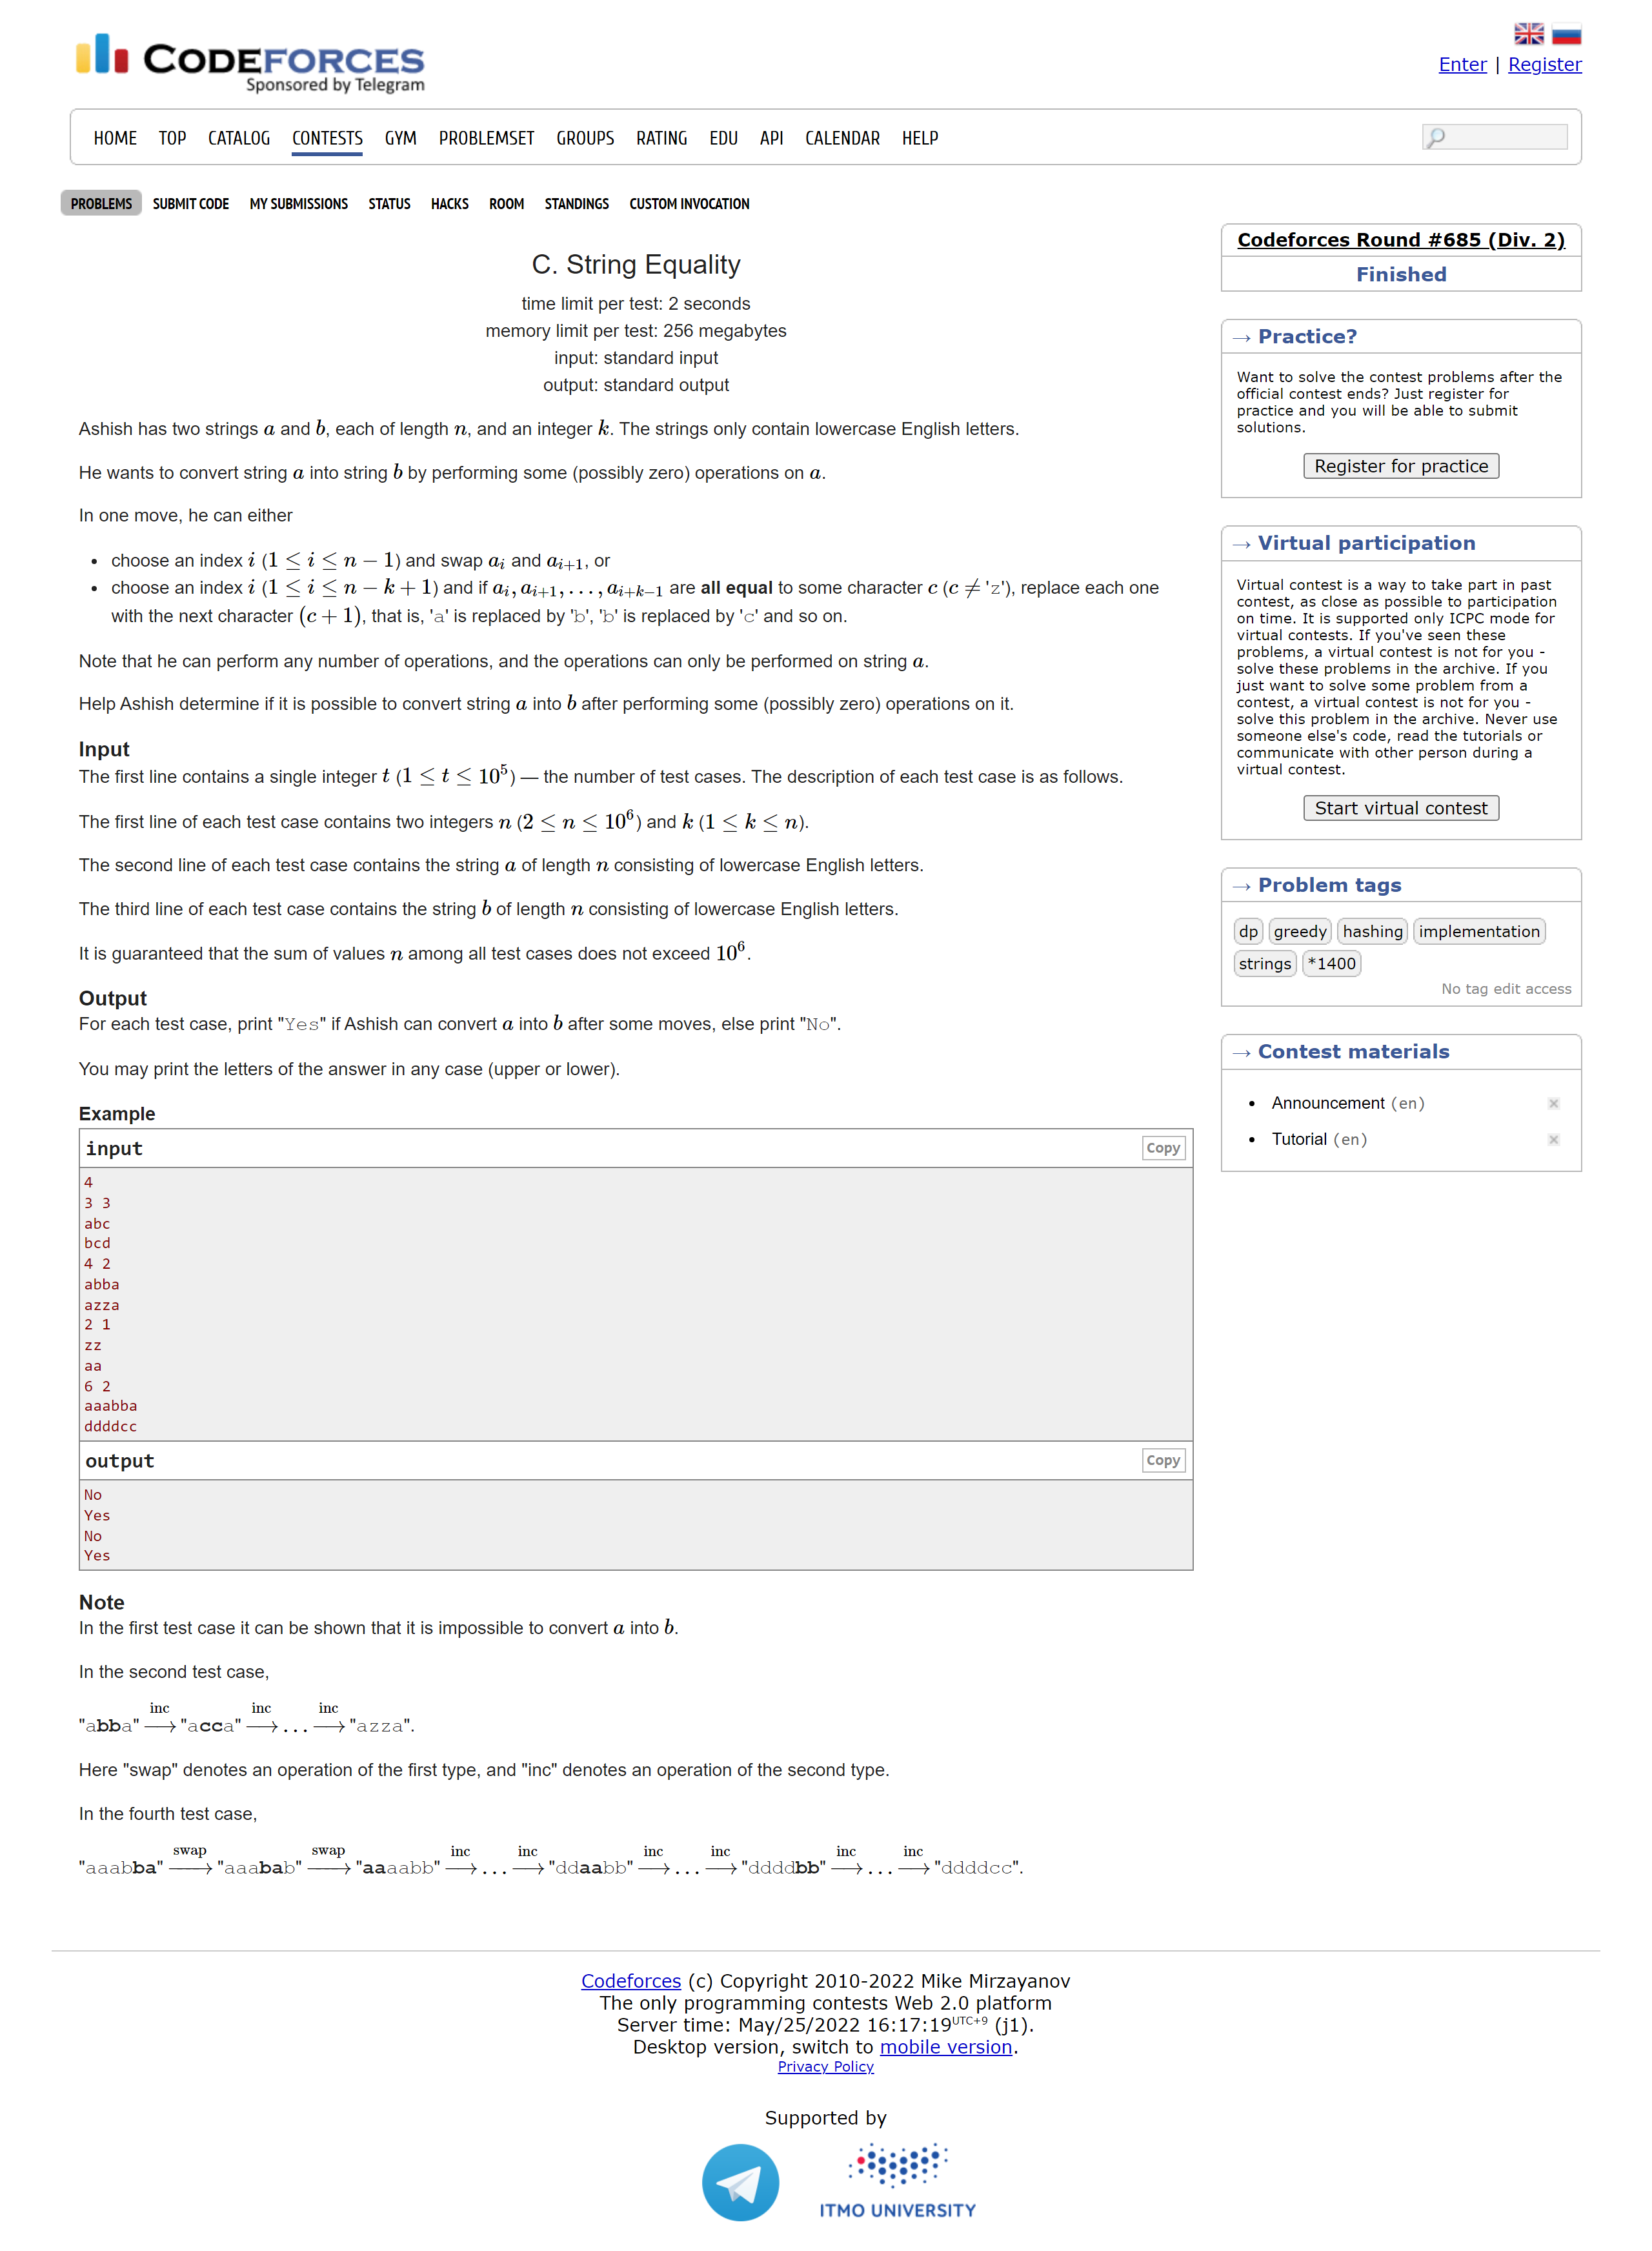 CODEFORCES
Sponsored by Telegram
Enter | Register
HOME TOP CATALOG CONTESTS GYM PROBLEMSET GROUPS RATING EDU API CALENDAR HELP
PROBLEMS SUBMIT CODE MY SUBMISSIONS STATUS HACKS ROOM STANDINGS CUSTOM INVOCATION
C. String Equality
time limit per test: 2 seconds
memory limit per test: 256 megabytes
input: standard input
output: standard output
Ashish has two strings a and b, each of length n, and an integer k. The strings only contain lowercase English letters.
He wants to convert string a into string b by performing some (possibly zero) operations on a.
In one move, he can either
• choose an index i (1 ≤ i ≤ n − 1) and swap a_i and a_{i+1}, or
• choose an index i (1 ≤ i ≤ n − k + 1) and if a_i, a_{i+1}, …, a_{i+k−1} are all equal to some character c (c ≠ 'z'), replace each one
with the next character (c + 1), that is, 'a' is replaced by 'b', 'b' is replaced by 'c' and so on.
Note that he can perform any number of operations, and the operations can only be performed on string a.
Help Ashish determine if it is possible to convert string a into b after performing some (possibly zero) operations on it.
Input
The first line contains a single integer t (1 ≤ t ≤ 10^5) — the number of test cases. The description of each test case is as follows.
The first line of each test case contains two integers n (2 ≤ n ≤ 10^6) and k (1 ≤ k ≤ n).
The second line of each test case contains the string a of length n consisting of lowercase English letters.
The third line of each test case contains the string b of length n consisting of lowercase English letters.
It is guaranteed that the sum of values n among all test cases does not exceed 10^6.
Output
For each test case, print "Yes" if Ashish can convert a into b after some moves, else print "No".
You may print the letters of the answer in any case (upper or lower).
Example
input Copy
4
3 3
abc
bcd
4 2
abba
azza
2 1
zz
aa
6 2
aaabba
ddddcc
output Copy
No
Yes
No
Yes
Note
In the first test case it can be shown that it is impossible to convert a into b.
In the second test case,
inc inc inc
"abba" ⟶ "acca" ⟶ … ⟶ "azza".
Here "swap" denotes an operation of the first type, and "inc" denotes an operation of the second type.
In the fourth test case,
swap swap inc inc inc inc inc inc
"aaabba" ⟶ "aaabab" ⟶ "aaaabb" ⟶ … ⟶ "ddaabb" ⟶ … ⟶ "ddddbb" ⟶ … ⟶ "ddddcc".
Codeforces Round #685 (Div. 2)
Finished
→ Practice?
Want to solve the contest problems after the
official contest ends? Just register for
practice and you will be able to submit
solutions.
Register for practice
→ Virtual participation
Virtual contest is a way to take part in past
contest, as close as possible to participation
on time. It is supported only ICPC mode for
virtual contests. If you've seen these
problems, a virtual contest is not for you -
solve these problems in the archive. If you
just want to solve some problem from a
contest, a virtual contest is not for you -
solve this problem in the archive. Never use
someone else's code, read the tutorials or
communicate with other person during a
virtual contest.
Start virtual contest
→ Problem tags
dp greedy hashing implementation
strings *1400
No tag edit access
→ Contest materials
• Announcement (en) ×
• Tutorial (en) ×
Codeforces (c) Copyright 2010-2022 Mike Mirzayanov
The only programming contests Web 2.0 platform
Server time: May/25/2022 16:17:19 UTC+9 (j1).
Desktop version, switch to mobile version.
Privacy Policy
Supported by
ITMO UNIVERSITY